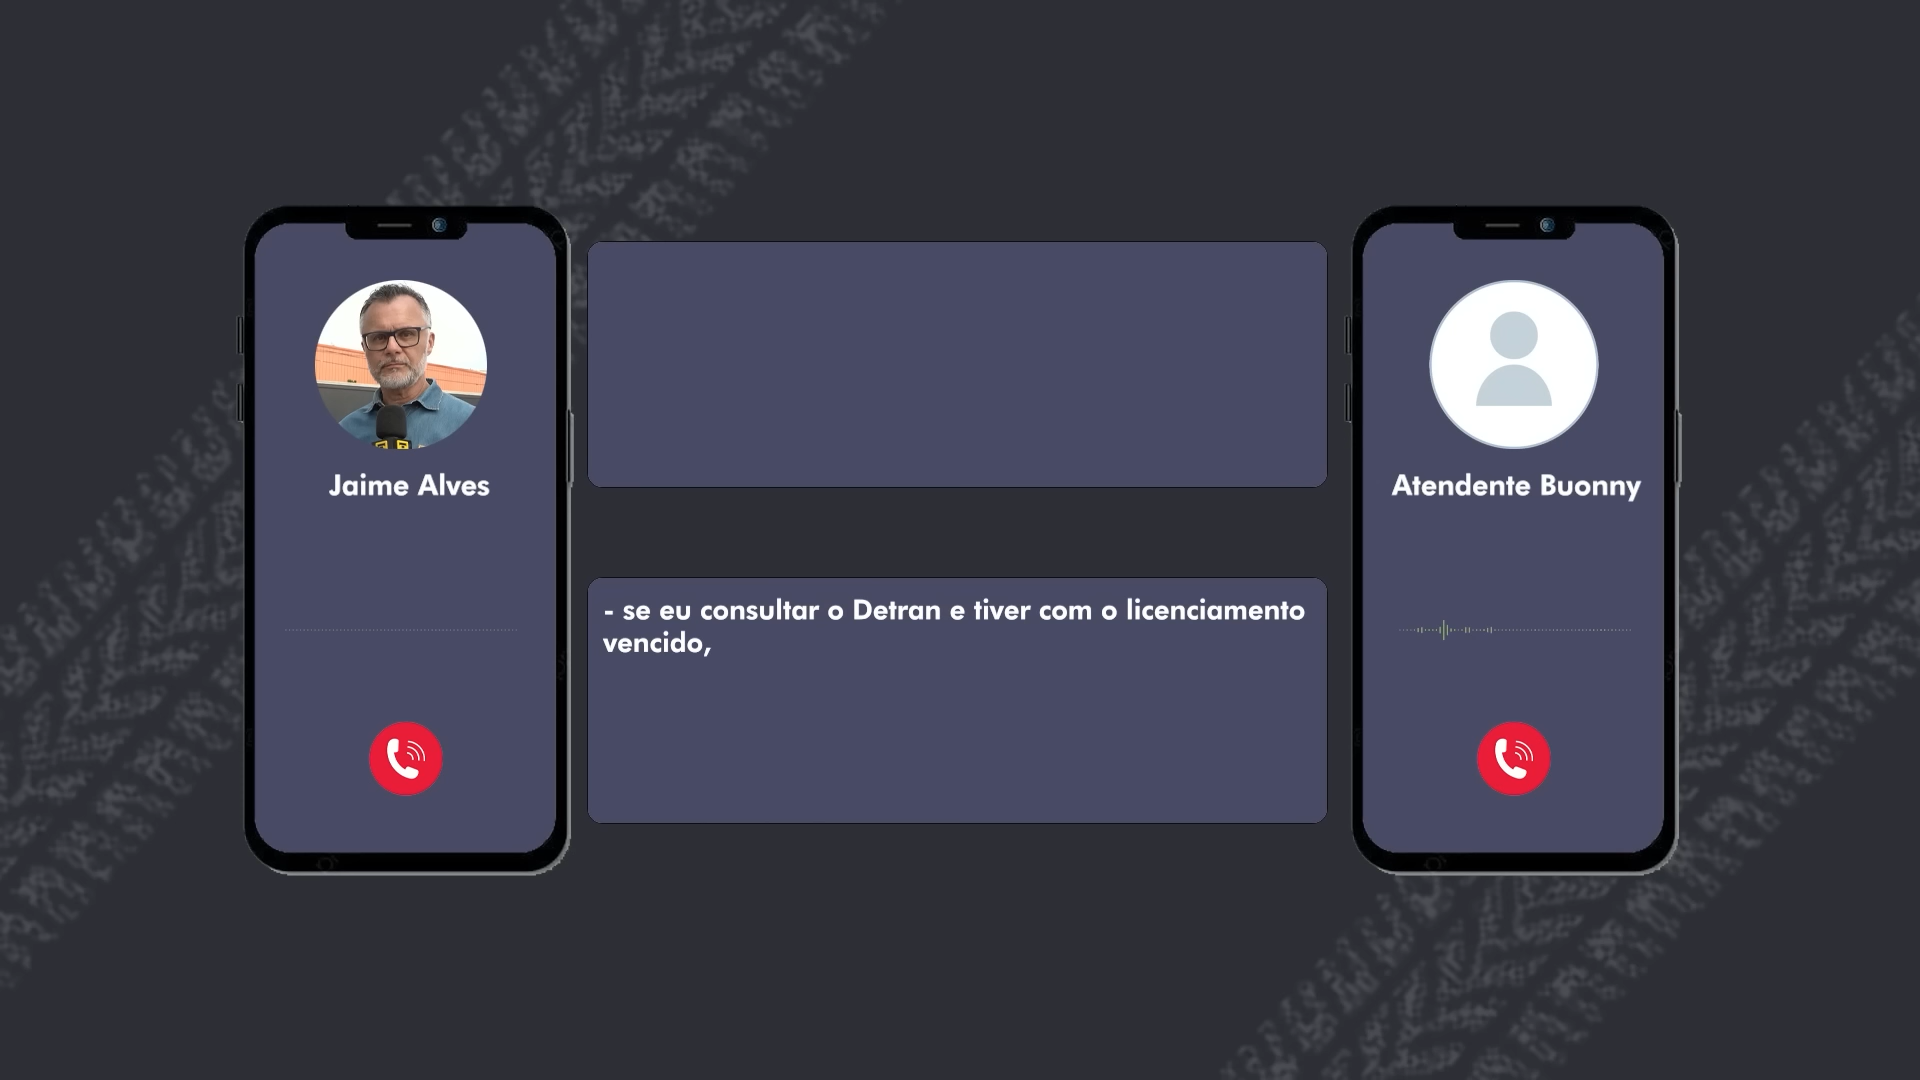 Jaime Alves
Atendente Buonny
- se eu consultar o Detran e tiver com o licenciamento
vencido,